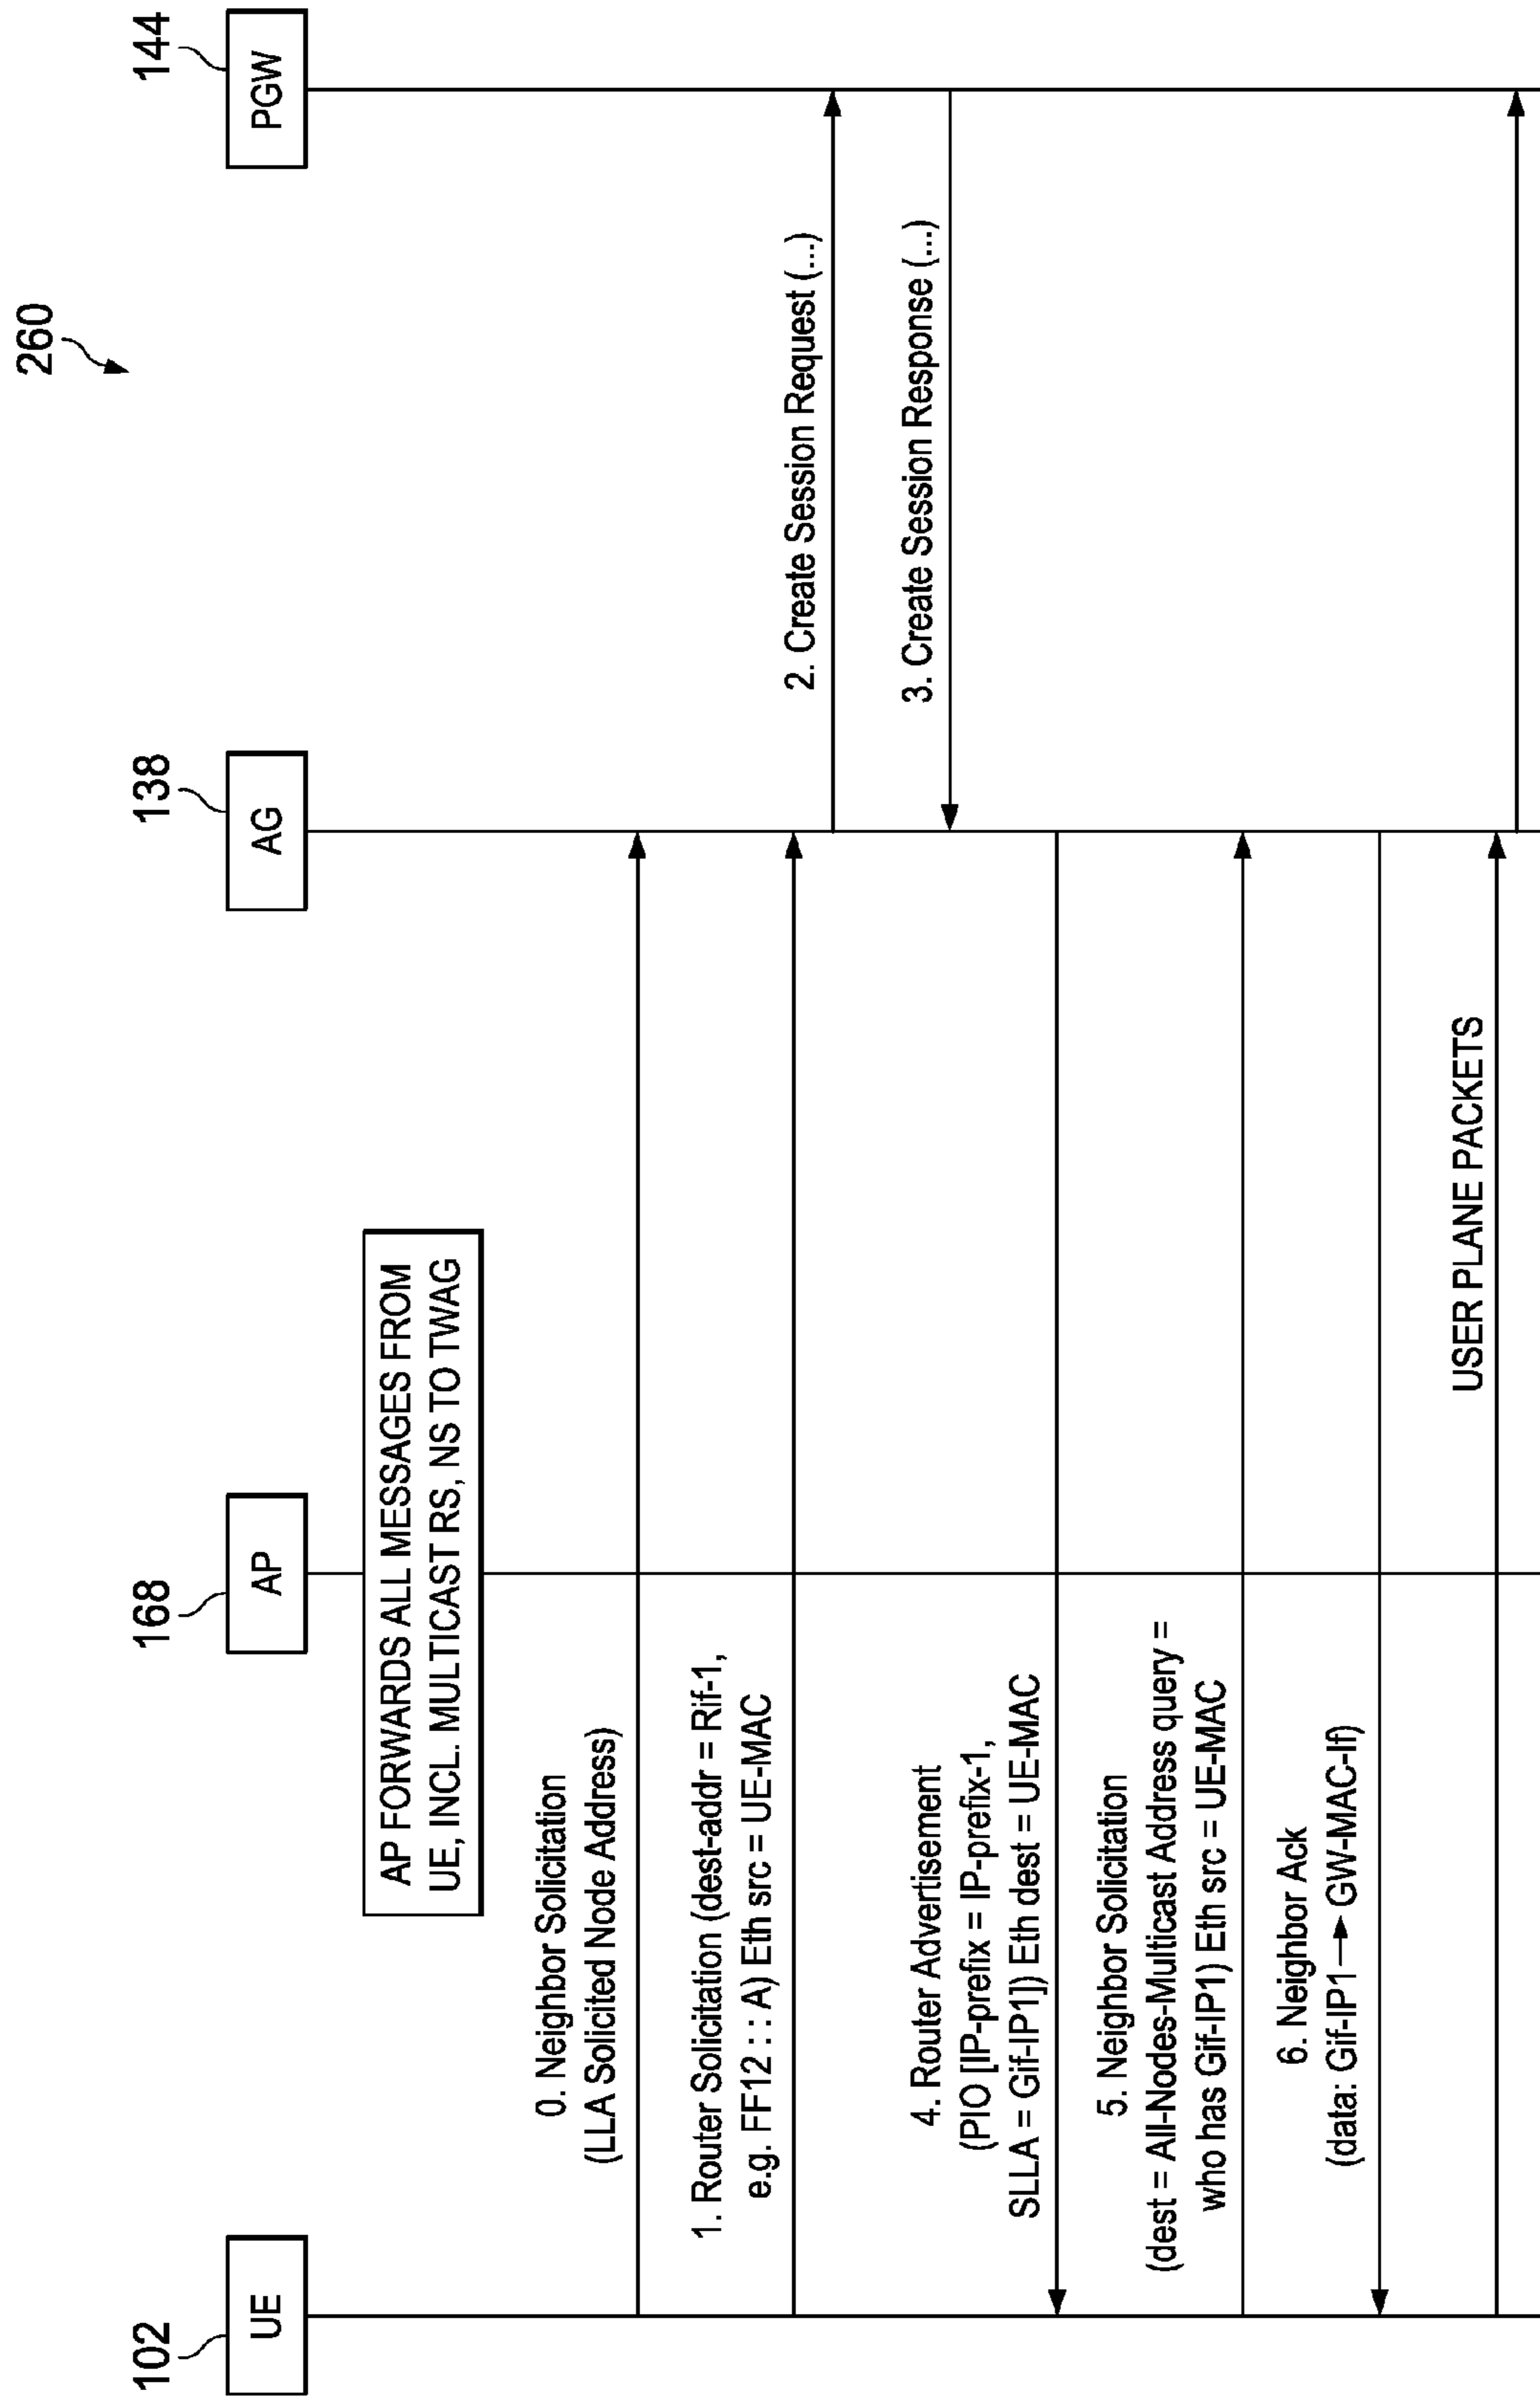 260
102
168
138
144
UE
AP
AG
PGW
AP FORWARDS ALL MESSAGES FROM
UE, INCL. MULTICAST RS, NS TO TWAG
0. Neighbor Solicitation
(LLA Solicited Node Address)
1. Router Solicitation (dest-addr = Rif-1,
e.g. FF12 : : A) Eth src = UE-MAC
2. Create Session Request (...)
3. Create Session Response (...)
4. Router Advertisement
(PIO [IP-prefix = IP-prefix-1,
SLLA = Gif-IP1]) Eth dest = UE-MAC
5. Neighbor Solicitation
(dest = All-Nodes-Multicast Address query =
who has Gif-IP1) Eth src = UE-MAC
6. Neighbor Ack
(data: Gif-IP1 → GW-MAC-If)
USER PLANE PACKETS